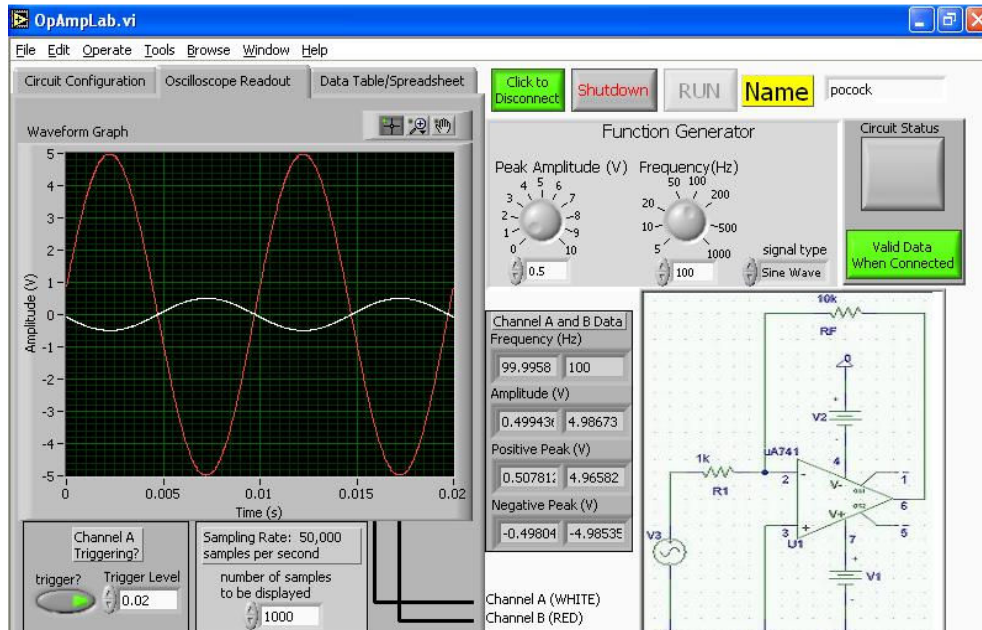 OpAmpLab.vi
File Edit Operate Tools Browse Window Help
Circuit Configuration
Oscilloscope Readout
Data Table/Spreadsheet
Click to
Disconnect
Shutdown
RUN
Name
pocock
Waveform Graph
5
4
3
2
1
0
-1
-2
-3
-4
-5
Amplitude (V)
0 0.005 0.01 0.015 0.02
Time (s)
Function Generator
Peak Amplitude (V)
0 1 2 3 4 5 6 7 8 9 10
0.5
Frequency(Hz)
5 10 20 50 100 200 500 1000
100
signal type
Sine Wave
Circuit Status
Valid Data
When Connected
Channel A and B Data
Frequency (Hz)
99.9958 100
Amplitude (V)
4.98673
Positive Peak (V)
4.96582
Negative Peak (V)
-0.49804 -4.98535
10k
RF
0
+
V2
1k
R1
uA741
4
2
-
V-
OS1
1
6
OS2
V+
3
+
5
U1
7
V3
+
V1
Channel A
Triggering?
trigger?
Trigger Level
0.02
Sampling Rate: 50,000
samples per second
number of samples
to be displayed
1000
Channel A (WHITE)
Channel B (RED)